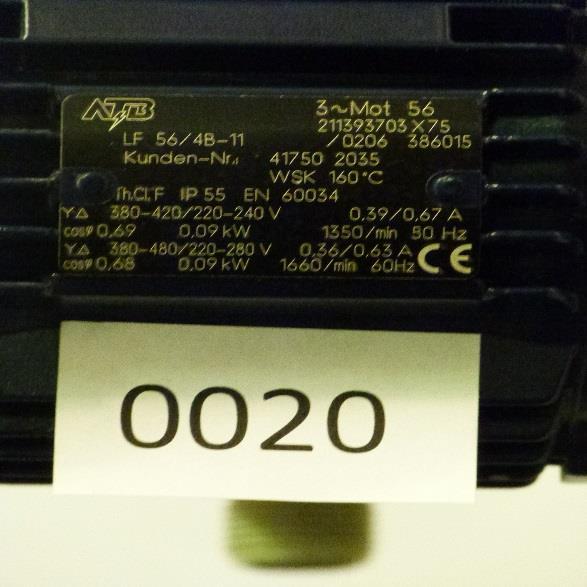 ATB 3~Mot 56
211393703 X75
LF 56/4B-11 /0206 386015
Kunden-Nr.: 41750 2035
WSK 160°C
Th.Cl.F IP 55 EN 60034
Y∆ 380-420/220-240 V 0.39/0.67 A
cosφ 0,69 0.09 kW 1350/min 50 Hz
Y∆ 380-480/220-280 V 0,36/0,63 A
cosφ 0,68 0,09 kW 1660/min 60Hz CE
0020